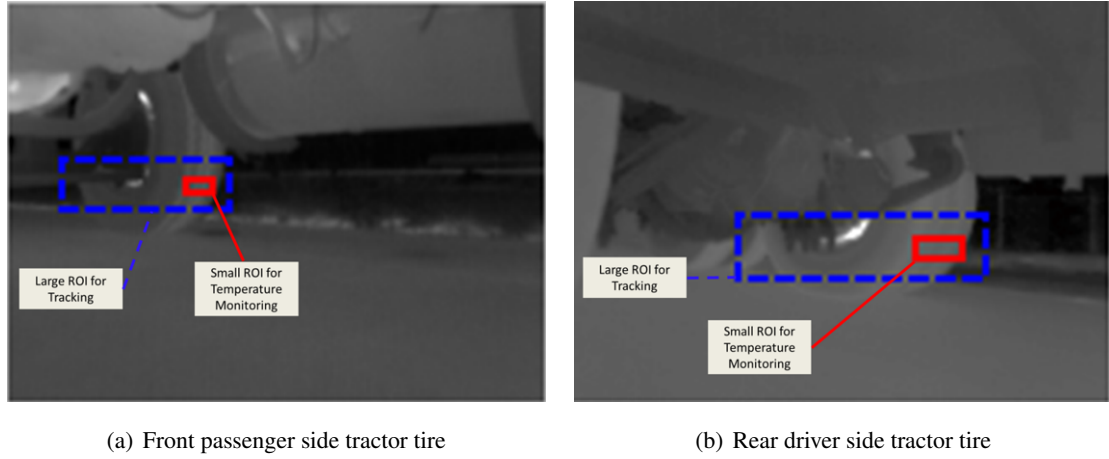 Large ROI for
Tracking
Small ROI for
Temperature
Monitoring
Large ROI for
Tracking
Small ROI for
Temperature
Monitoring
(a) Front passenger side tractor tire
(b) Rear driver side tractor tire